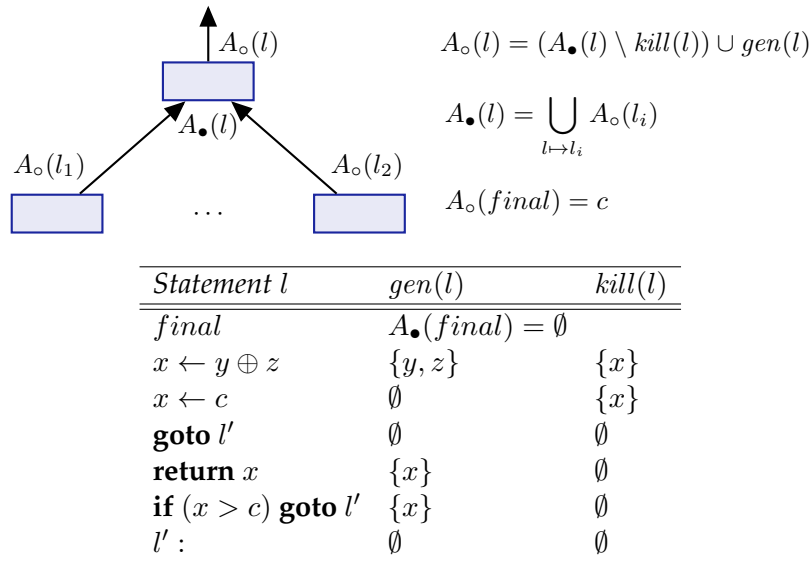 A∘(l)
A∘(l) = (A•(l) \ kill(l)) ∪ gen(l)
A•(l)
A•(l) = ⋃ A∘(lᵢ)
l↦lᵢ
A∘(l₁)
A∘(l₂)
A∘(final) = c
...
Statement l gen(l) kill(l)
final A•(final) = ∅
x ← y ⊕ z {y, z} {x}
x ← c ∅ {x}
goto l′ ∅ ∅
return x {x} ∅
if (x > c) goto l′ {x} ∅
l′ : ∅ ∅